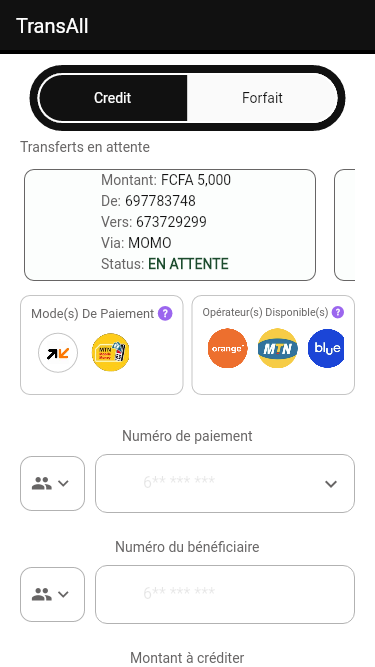 TransAll
Credit
Forfait
Transferts en attente
Montant: FCFA 5,000
De: 697783748
Vers: 673729299
Via: MOMO
Status: EN ATTENTE
Mode(s) De Paiement ?
Opérateur(s) Disponible(s) ?
MTN
orange
MTN
blue
Numéro de paiement
6** *** ***
Numéro du bénéficiaire
6** *** ***
Montant à créditer